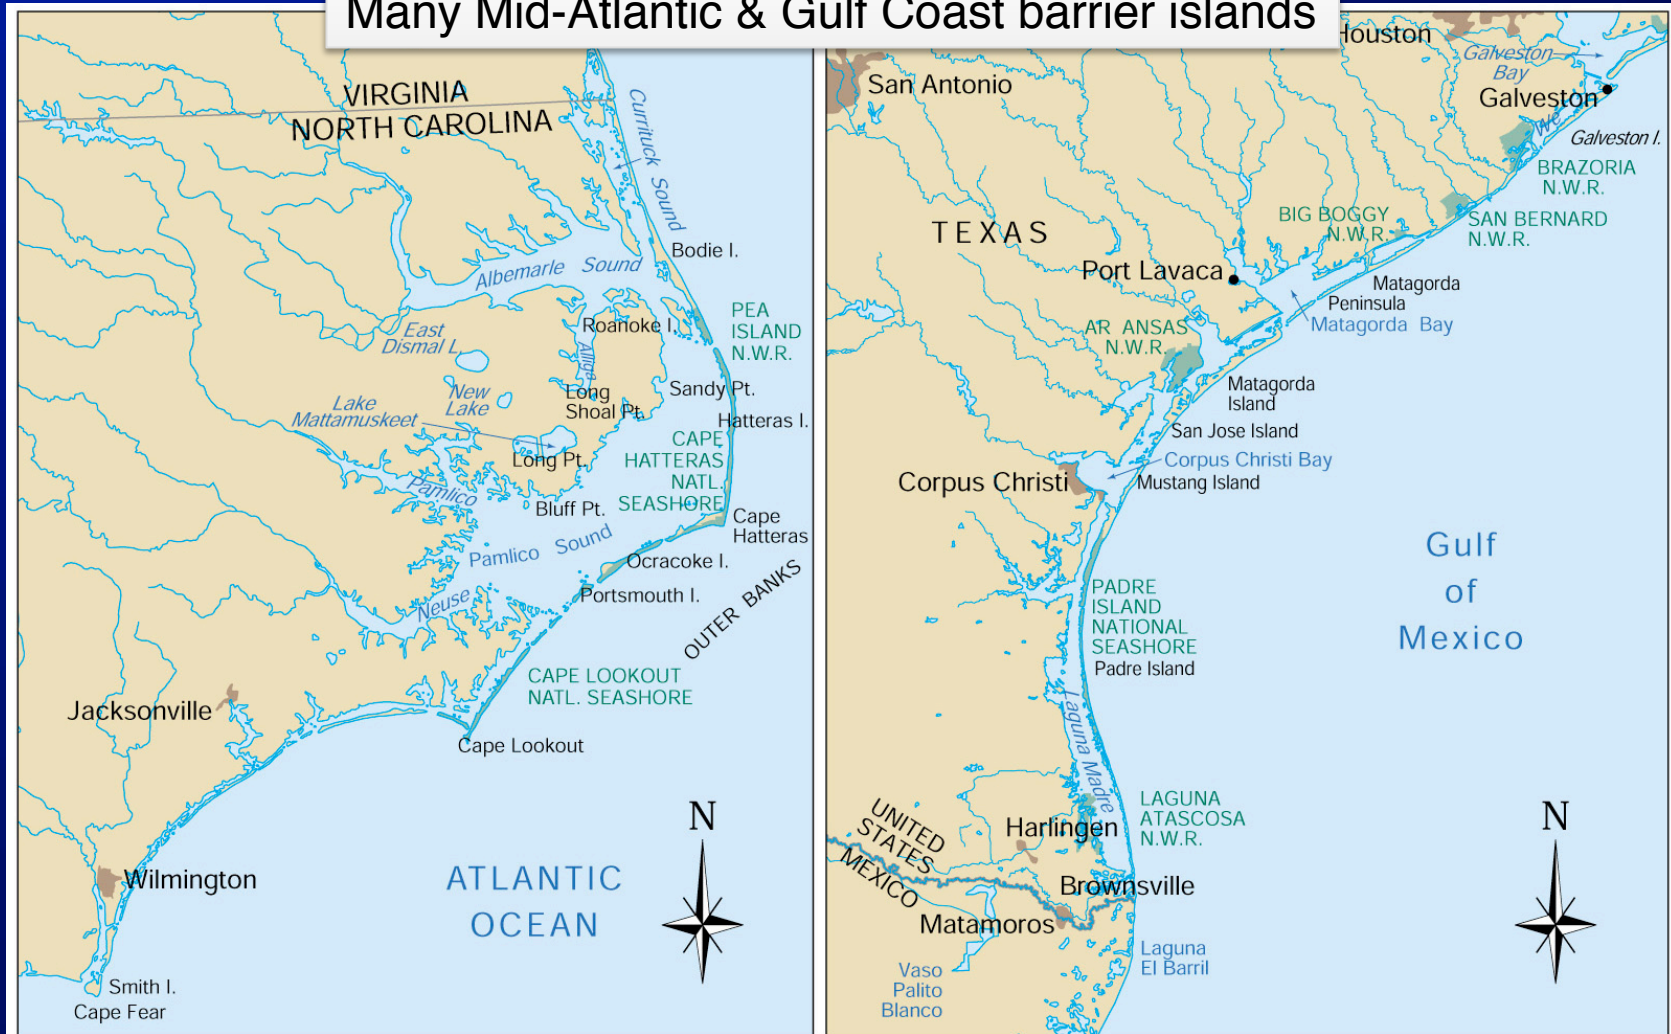 Many Mid-Atlantic & Gulf Coast barrier islands
VIRGINIA
NORTH CAROLINA
Currituck Sound
Bodie I.
Albemarle Sound
PEA
ISLAND
N.W.R.
Roanoke I.
East
Dismal L.
Alliga
Sandy Pt.
New
Lake
Long
Shoal Pt.
Lake
Mattamuskeet
Hatteras I.
CAPE
HATTERAS
NATL.
SEASHORE
Long Pt.
Pamlico
Bluff Pt.
Cape
Hatteras
Pamlico Sound
Ocracoke I.
Portsmouth I.
Neuse
OUTER BANKS
CAPE LOOKOUT
NATL. SEASHORE
Jacksonville
Cape Lookout
N
Wilmington
ATLANTIC
OCEAN
Smith I.
Cape Fear
Houston
Galveston
Bay
San Antonio
Galveston
We
Galveston I.
BRAZORIA
N.W.R.
BIG BOGGY
N.W.R.
SAN BERNARD
N.W.R.
TEXAS
Port Lavaca
Matagorda
Peninsula
Matagorda Bay
AR ANSAS
N.W.R.
Matagorda
Island
San Jose Island
Corpus Christi Bay
Corpus Christi
Mustang Island
Gulf
of
Mexico
PADRE
ISLAND
NATIONAL
SEASHORE
Padre Island
Laguna Madre
LAGUNA
ATASCOSA
N.W.R.
N
UNITED
STATES
MEXICO
Harlingen
Brownsville
Matamoros
Laguna
El Barril
Vaso
Palito
Blanco